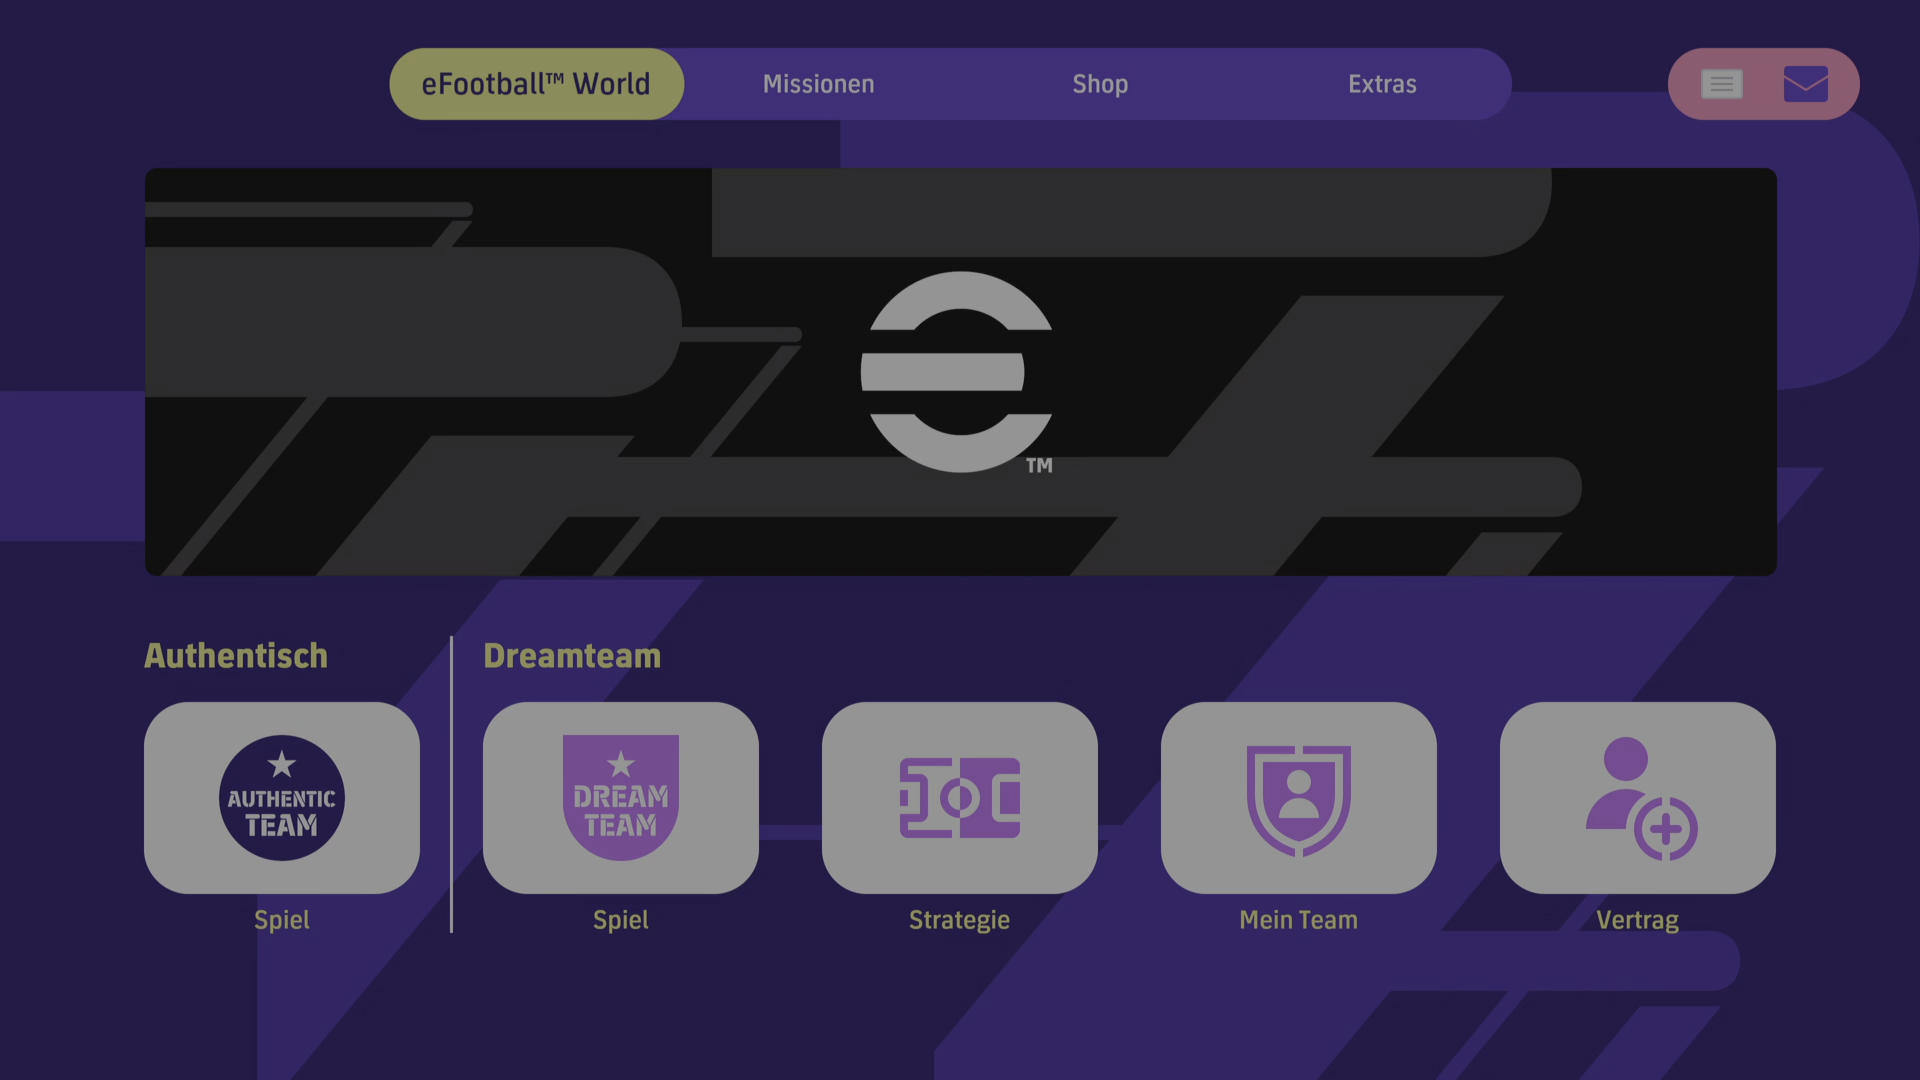 eFootball™ World
Missionen
Shop
Extras
TM
Authentisch
Dreamteam
AUTHENTIC
TEAM
DREAM
TEAM
Spiel
Spiel
Strategie
Mein Team
Vertrag